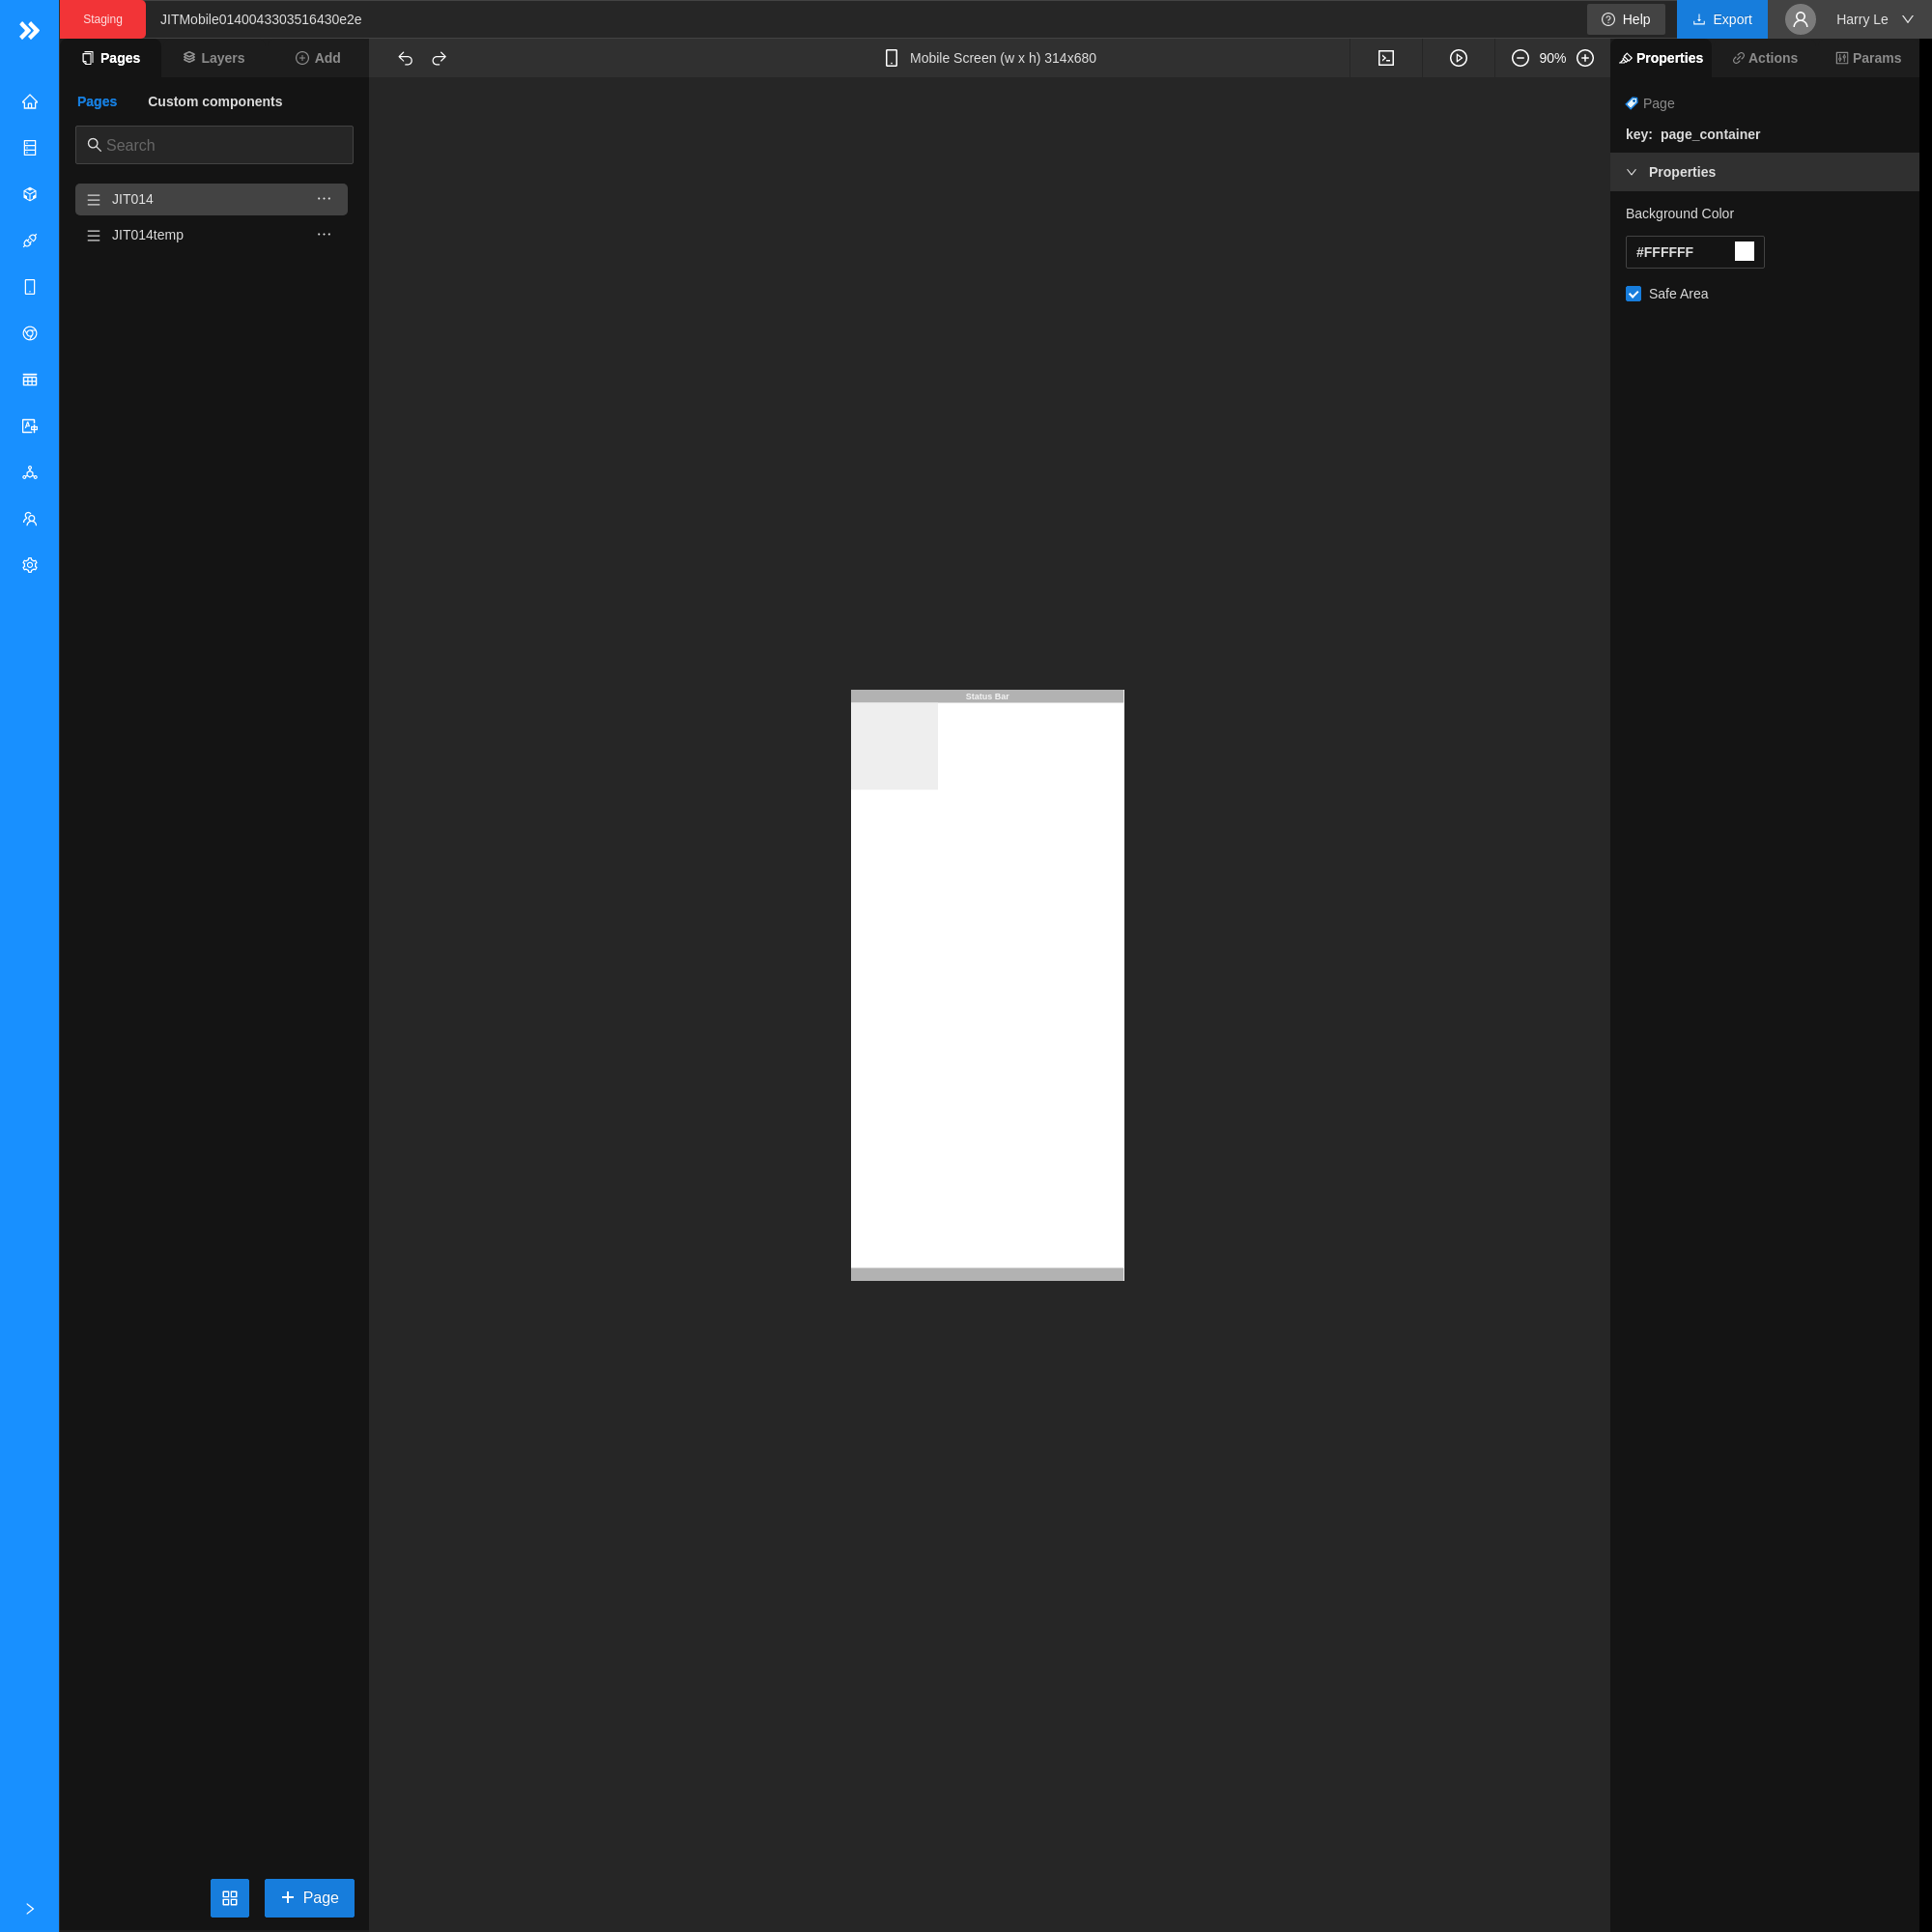 Staging
JITMobile0140043303516430e2e
Help
Export
Harry Le
Pages
Layers
Add
Mobile Screen (w x h) 314x680
90%
Properties
Actions
Params
Pages
Custom components
Search
JIT014
JIT014temp
Page
key: page_container
Properties
Background Color
#FFFFFF
Safe Area
Status Bar
Page